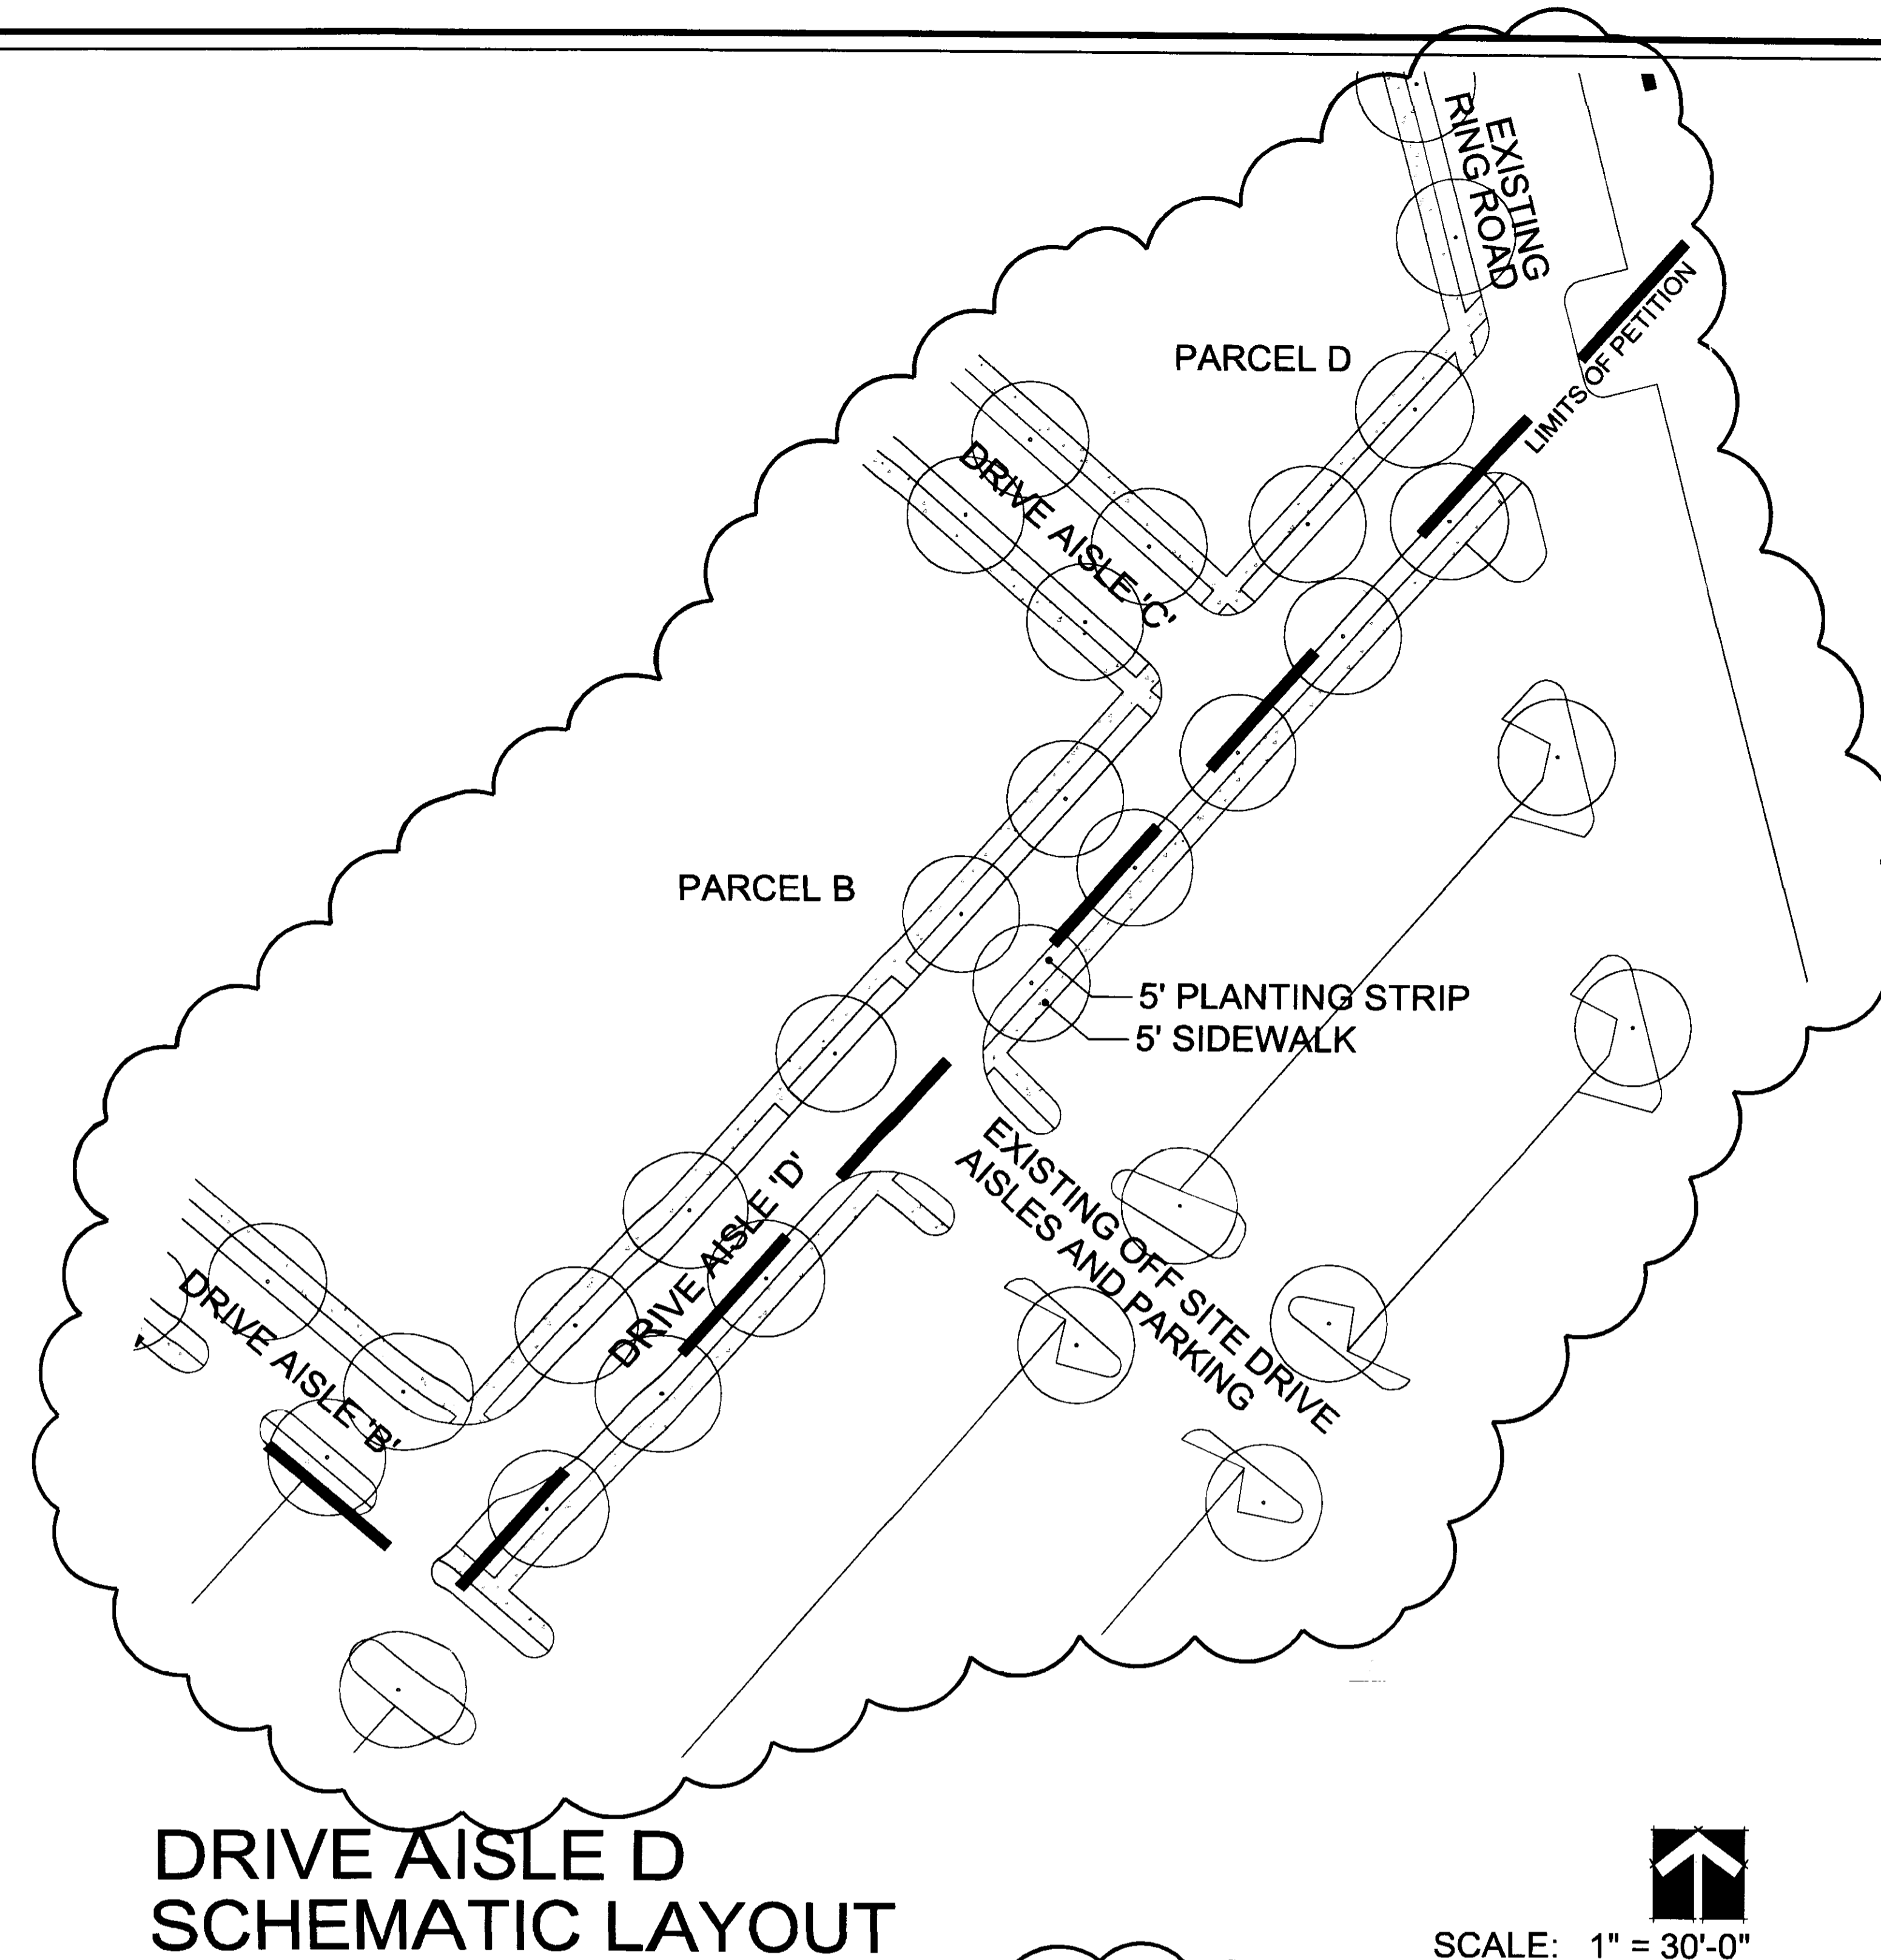 EXISTING
RING ROAD
LIMITS OF PETITION
PARCEL D
DRIVE AISLE 'C'
PARCEL B
5' PLANTING STRIP
5' SIDEWALK
DRIVE AISLE 'D'
EXISTING OFF SITE DRIVE
AISLES AND PARKING
DRIVE AISLE 'B'
DRIVE AISLE D
SCHEMATIC LAYOUT
SCALE: 1" = 30'-0"